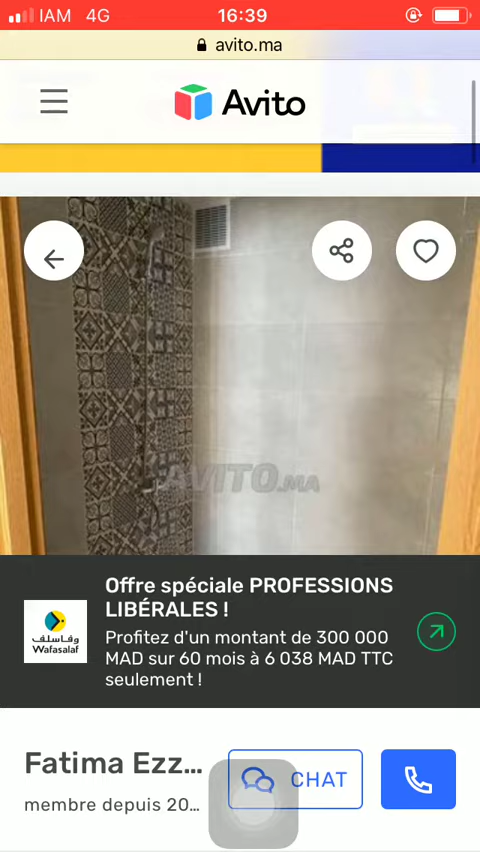 IAM 4G 16:39
avito.ma
Avito
AVITO.MA
Offre spéciale PROFESSIONS
LIBÉRALES !
Profitez d'un montant de 300 000
MAD sur 60 mois à 6 038 MAD TTC
seulement !
وفاسلف
Wafasalaf
Fatima Ezz...
membre depuis 20...
CHAT